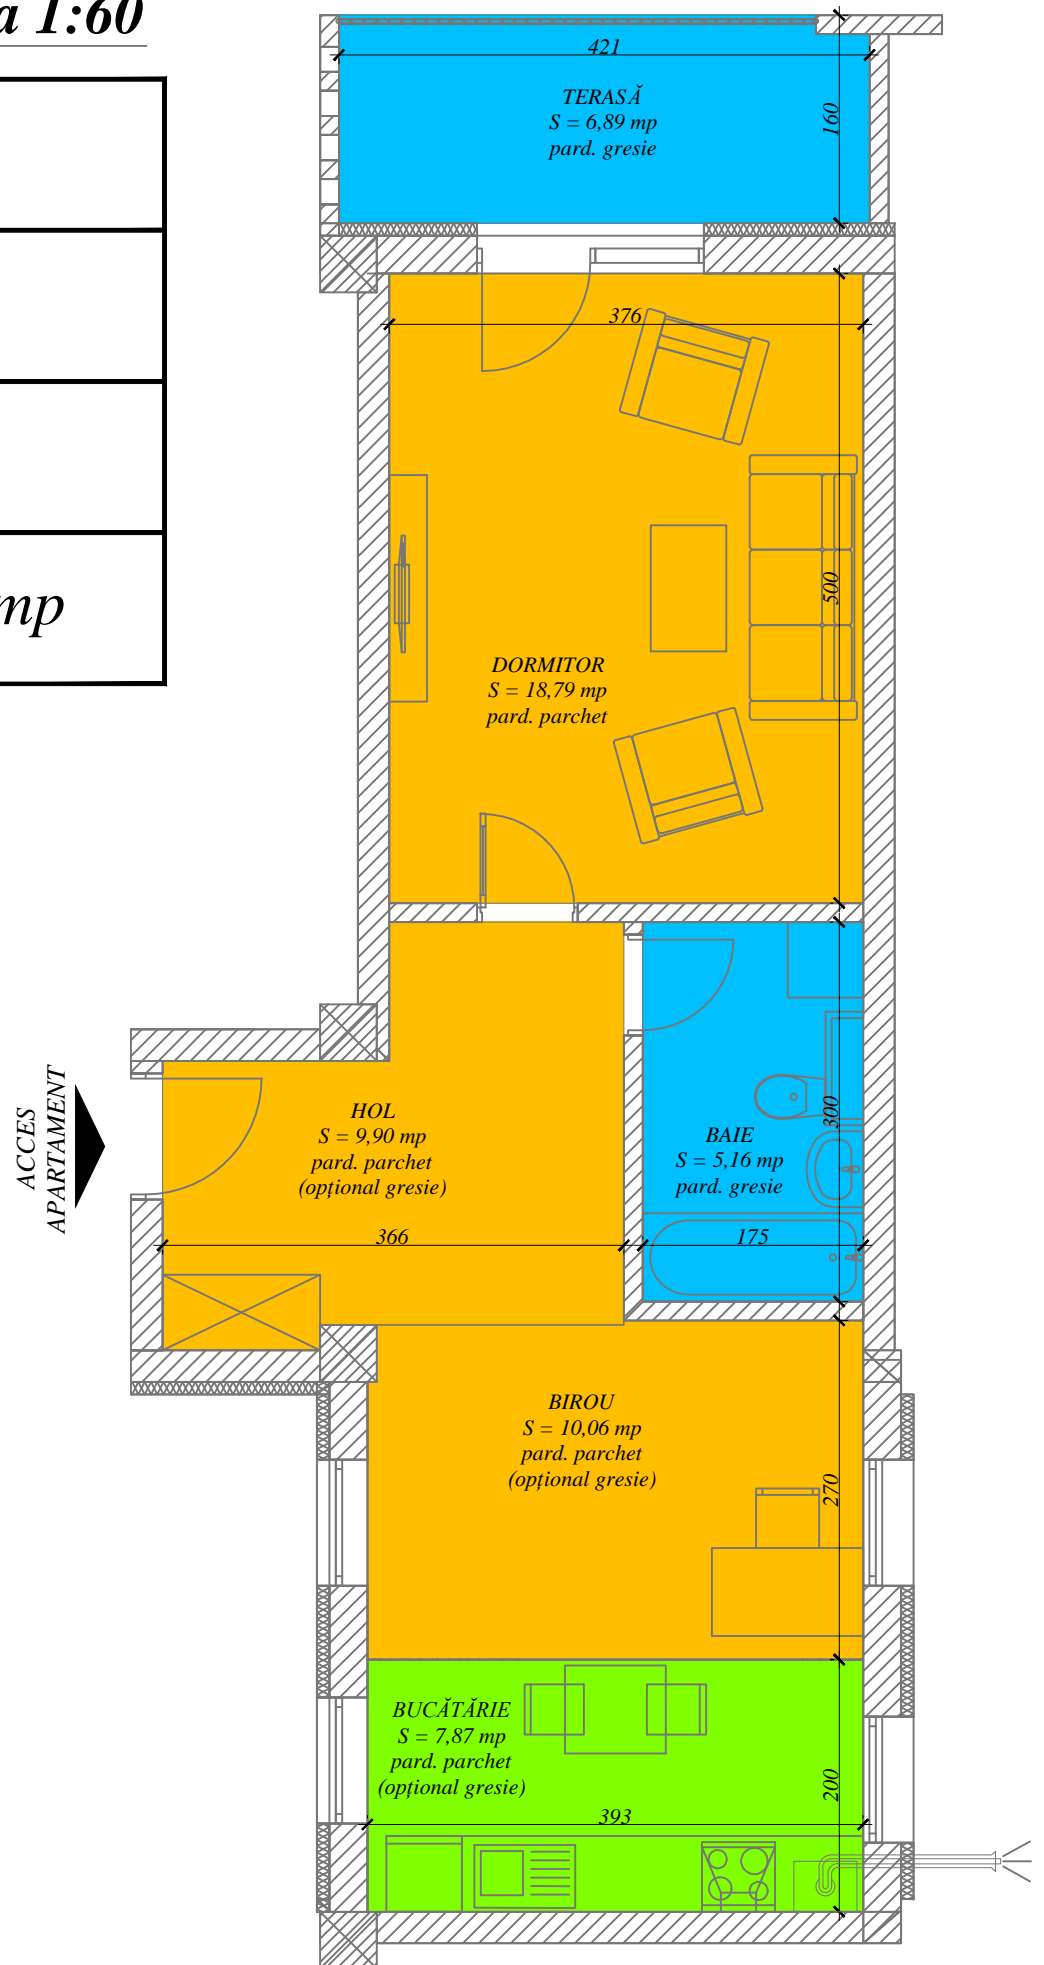 a 1:60
mp
421
TERASĂ
S = 6,89 mp
pard. gresie
160
376
500
DORMITOR
S = 18,79 mp
pard. parchet
ACCES
APARTAMENT
HOL
S = 9,90 mp
pard. parchet
(opțional gresie)
366
BAIE
S = 5,16 mp
pard. gresie
300
175
BIROU
S = 10,06 mp
pard. parchet
(opțional gresie)
270
BUCĂTĂRIE
S = 7,87 mp
pard. parchet
(opțional gresie)
200
393